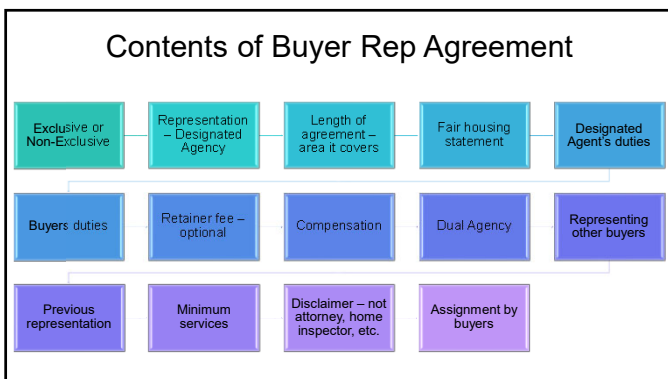 Contents of Buyer Rep Agreement
Exclusive or
Non-Exclusive
Representation
– Designated
Agency
Length of
agreement –
area it covers
Fair housing
statement
Designated
Agent's duties
Buyers duties
Retainer fee –
optional
Compensation
Dual Agency
Representing
other buyers
Previous
representation
Minimum
services
Disclaimer – not
attorney, home
inspector, etc.
Assignment by
buyers